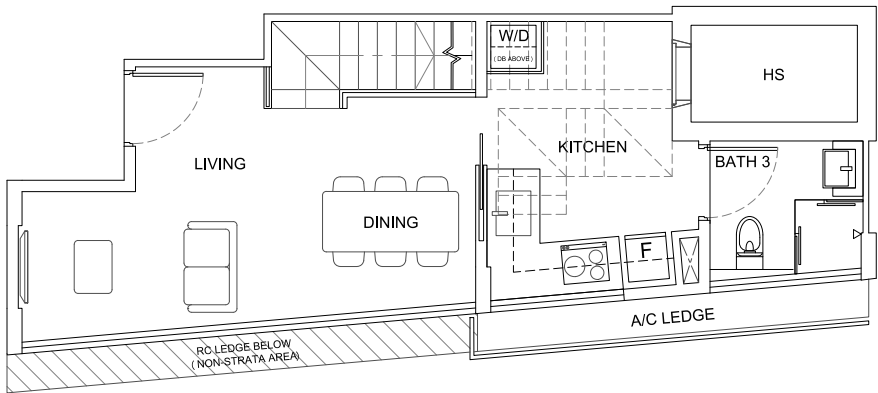 W/D
( DB ABOVE )
HS
KITCHEN
LIVING
BATH 3
DINING
F
A/C LEDGE
RC LEDGE BELOW
( NON-STRATA AREA)